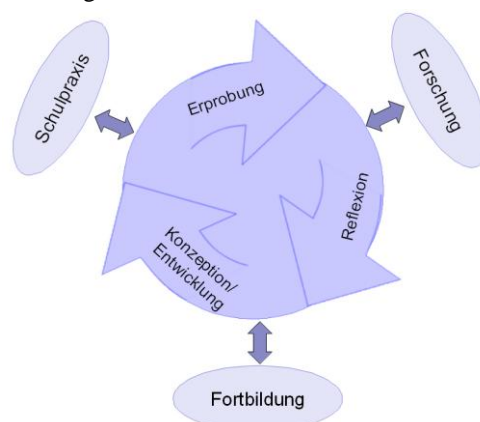 Schulpraxis
Erprobung
Forschung
Reflexion
Konzeption/
Entwicklung
Fortbildung